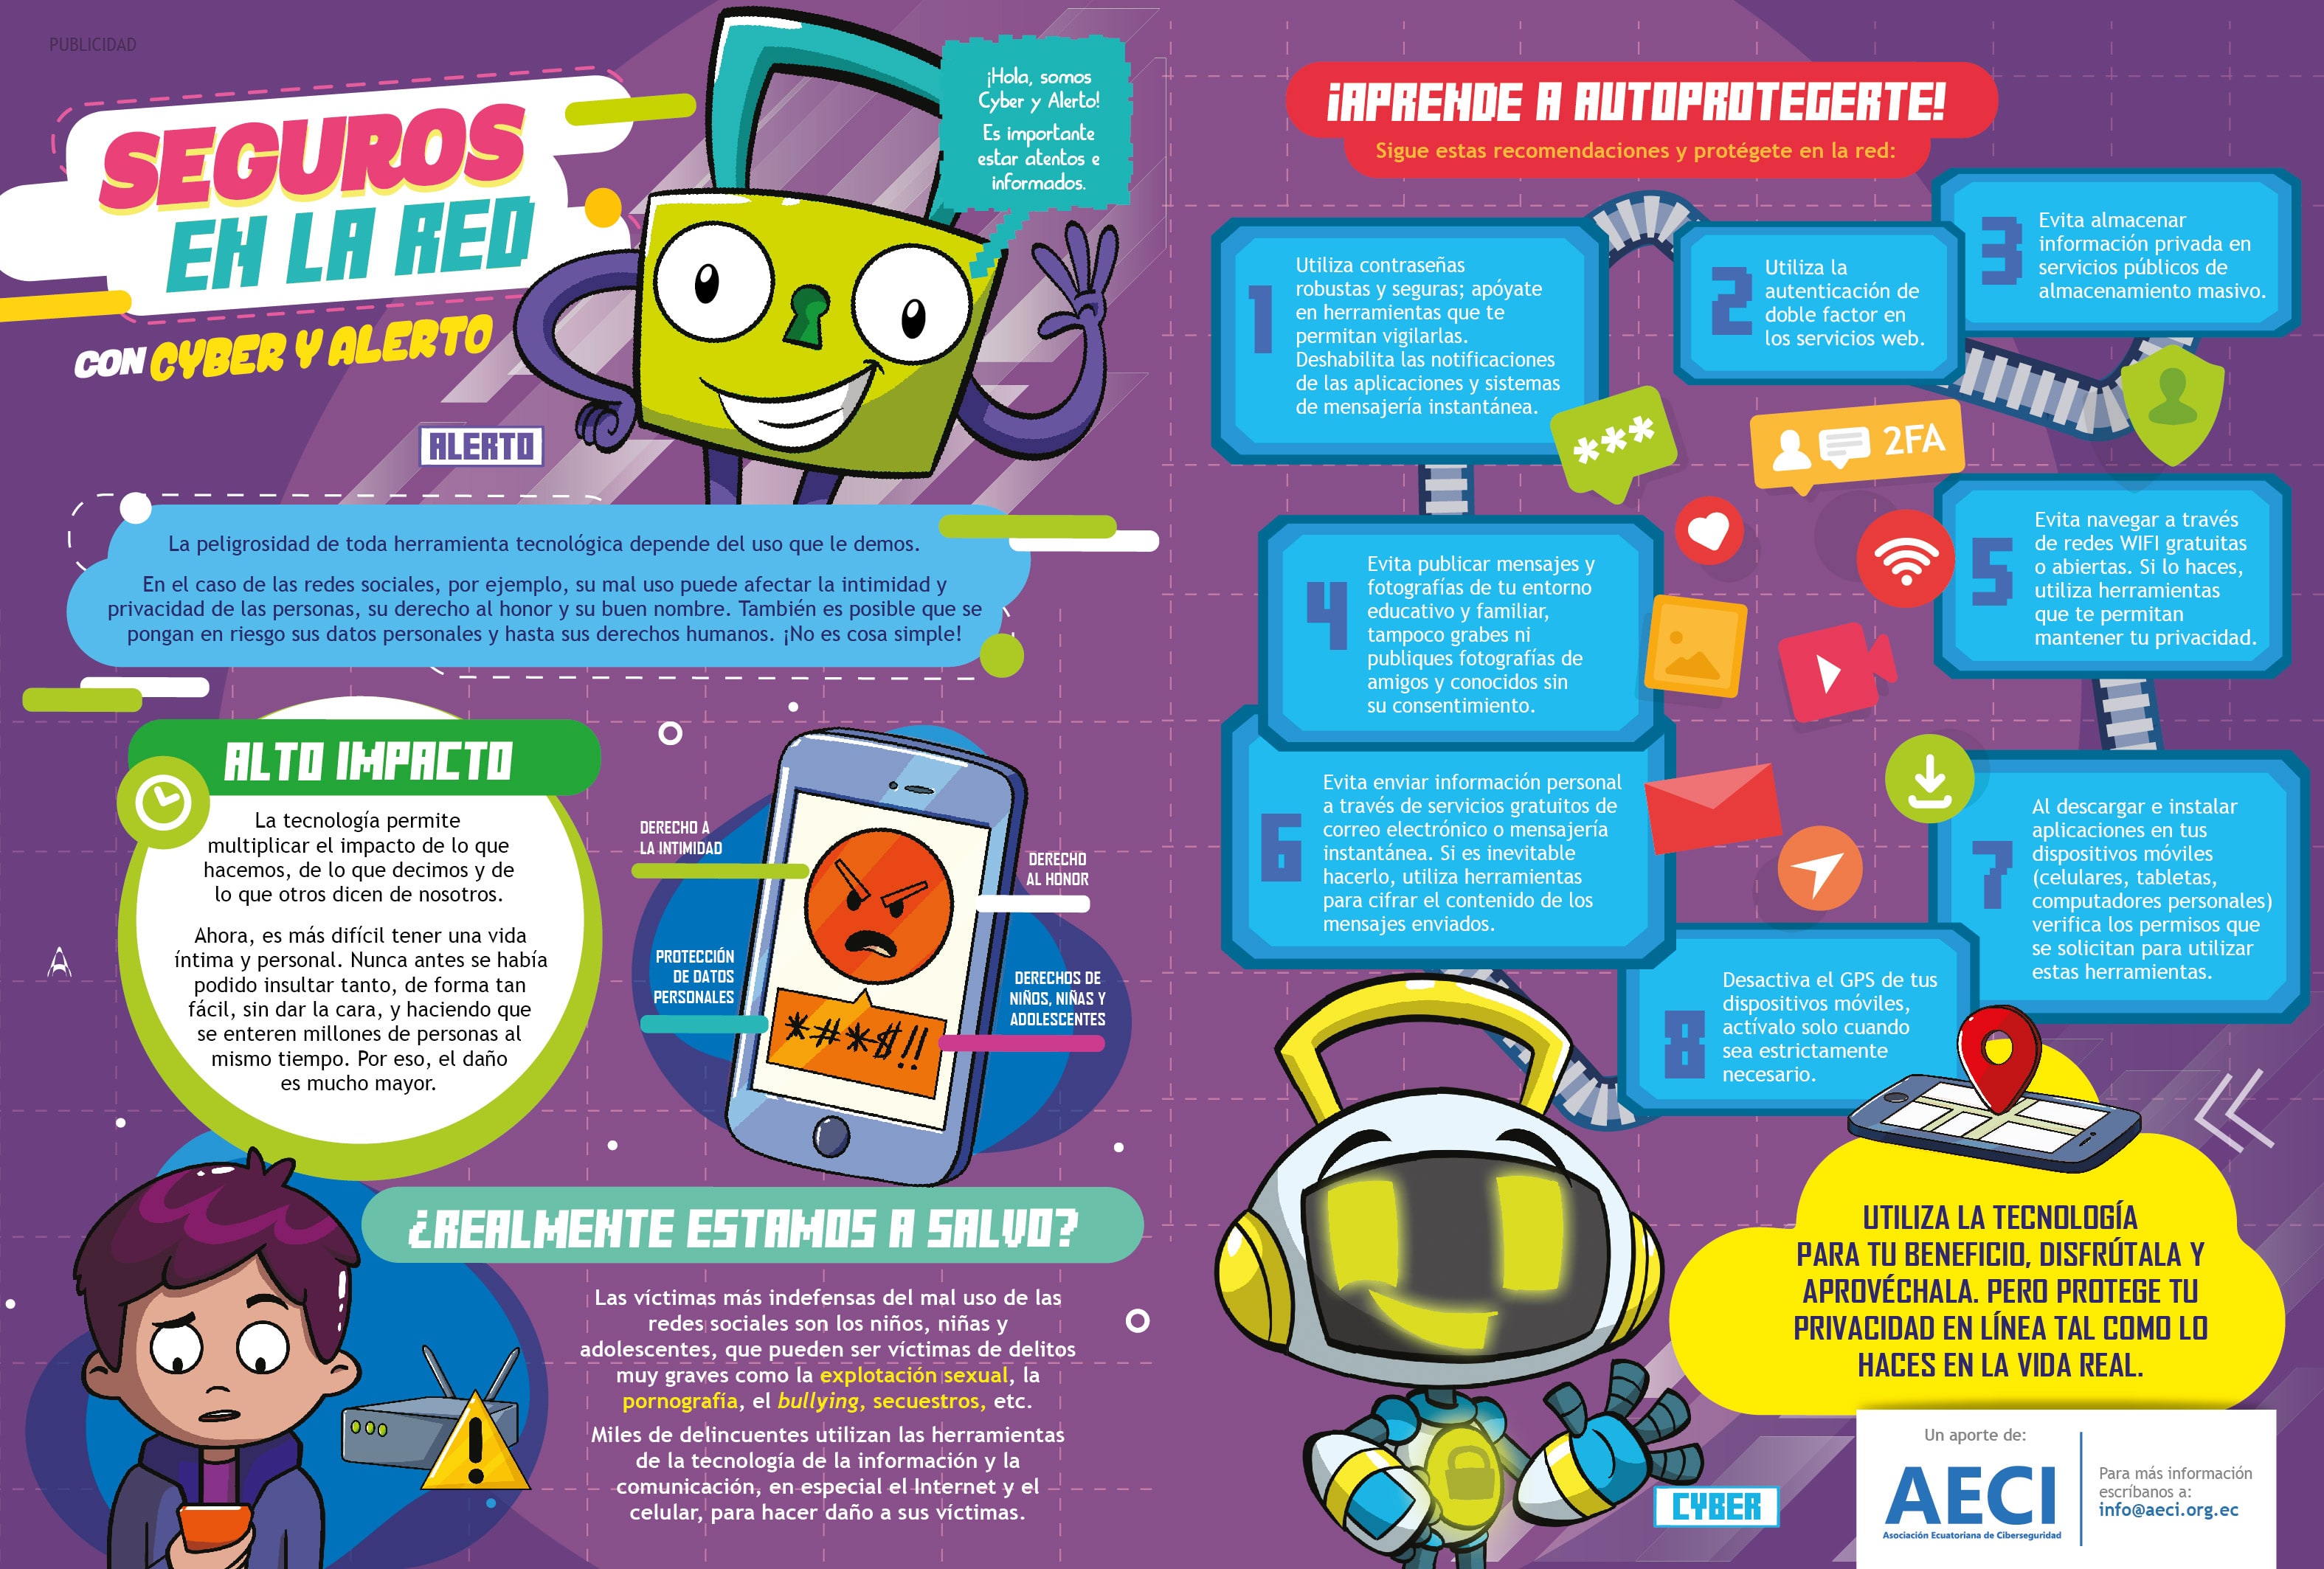 PUBLICIDAD
SEGUROS
EN LA RED
CON CYBER Y ALERTO
¡Hola, somos
Cyber y Alerto!
Es importante
estar atentos e
informados.
ALERTO
La peligrosidad de toda herramienta tecnológica depende del uso que le demos.
En el caso de las redes sociales, por ejemplo, su mal uso puede afectar la intimidad y
privacidad de las personas, su derecho al honor y su buen nombre. También es posible que se
pongan en riesgo sus datos personales y hasta sus derechos humanos. ¡No es cosa simple!
ALTO IMPACTO
La tecnología permite
multiplicar el impacto de lo que
hacemos, de lo que decimos y de
lo que otros dicen de nosotros.
Ahora, es más difícil tener una vida
íntima y personal. Nunca antes se había
podido insultar tanto, de forma tan
fácil, sin dar la cara, y haciendo que
se enteren millones de personas al
mismo tiempo. Por eso, el daño
es mucho mayor.
DERECHO A
LA INTIMIDAD
DERECHO
AL HONOR
PROTECCIÓN
DE DATOS
PERSONALES
DERECHOS DE
NIÑOS, NIÑAS Y
ADOLESCENTES
*#*$!!
¿REALMENTE ESTAMOS A SALVO?
Las víctimas más indefensas del mal uso de las
redes sociales son los niños, niñas y
adolescentes, que pueden ser víctimas de delitos
muy graves como la explotación sexual, la
pornografía, el bullying, secuestros, etc.
Miles de delincuentes utilizan las herramientas
de la tecnología de la información y la
comunicación, en especial el Internet y el
celular, para hacer daño a sus víctimas.
!
¡APRENDE A AUTOPROTEGERTE!
Sigue estas recomendaciones y protégete en la red:
1
Utiliza contraseñas
robustas y seguras; apóyate
en herramientas que te
permitan vigilarlas.
Deshabilita las notificaciones
de las aplicaciones y sistemas
de mensajería instantánea.
***
2
Utiliza la
autenticación de
doble factor en
los servicios web.
2FA
3
Evita almacenar
información privada en
servicios públicos de
almacenamiento masivo.
4
Evita publicar mensajes y
fotografías de tu entorno
educativo y familiar,
tampoco grabes ni
publiques fotografías de
amigos y conocidos sin
su consentimiento.
5
Evita navegar a través
de redes WIFI gratuitas
o abiertas. Si lo haces,
utiliza herramientas
que te permitan
mantener tu privacidad.
6
Evita enviar información personal
a través de servicios gratuitos de
correo electrónico o mensajería
instantánea. Si es inevitable
hacerlo, utiliza herramientas
para cifrar el contenido de los
mensajes enviados.
7
Al descargar e instalar
aplicaciones en tus
dispositivos móviles
(celulares, tabletas,
computadores personales)
verifica los permisos que
se solicitan para utilizar
estas herramientas.
8
Desactiva el GPS de tus
dispositivos móviles,
actívalo solo cuando
sea estrictamente
necesario.
UTILIZA LA TECNOLOGÍA
PARA TU BENEFICIO, DISFRÚTALA Y
APROVÉCHALA. PERO PROTEGE TU
PRIVACIDAD EN LÍNEA TAL COMO LO
HACES EN LA VIDA REAL.
CYBER
Un aporte de:
AECI
Asociación Ecuatoriana de Ciberseguridad
Para más información
escríbanos a:
info@aeci.org.ec